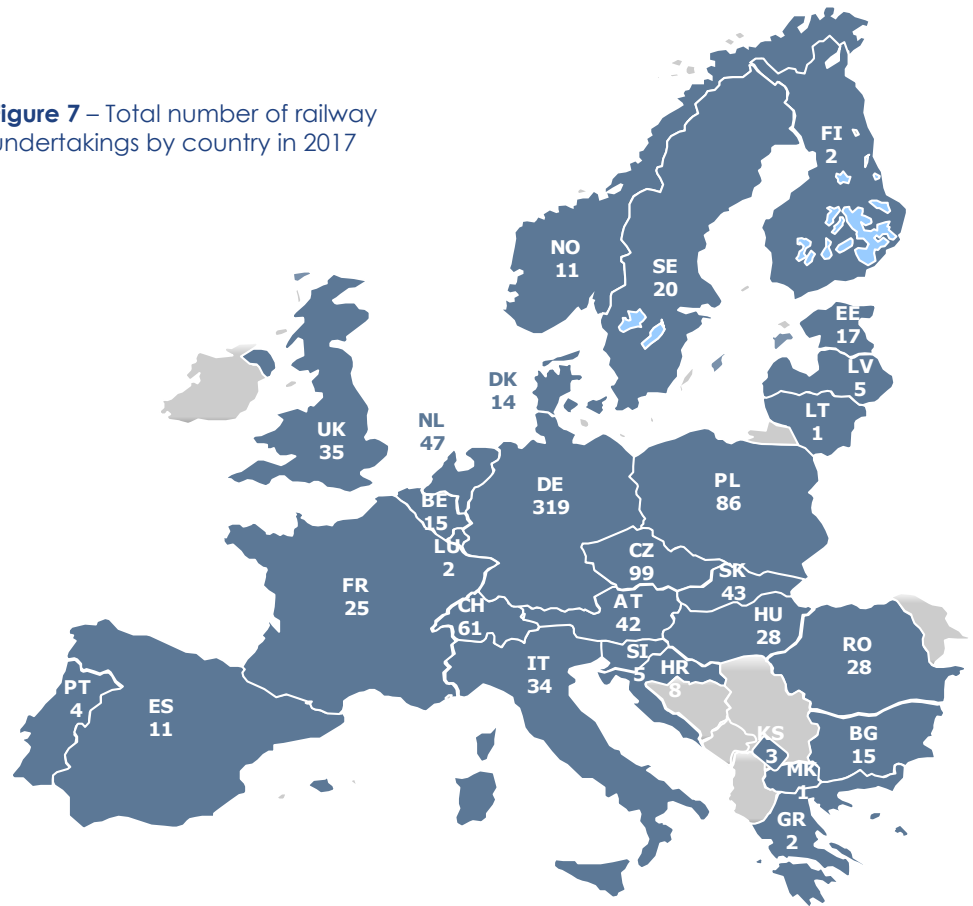 igure 7 – Total number of railway
undertakings by country in 2017
FI
2
NO
11
SE
20
EE
17
LV
5
LT
1
DK
14
NL
47
UK
35
BE
15
DE
319
PL
86
LU
2
CZ
99
SK
43
FR
25
CH
61
AT
42
HU
28
RO
28
IT
34
SI
5
HR
8
PT
4
ES
11
KS
3
BG
15
MK
1
GR
2